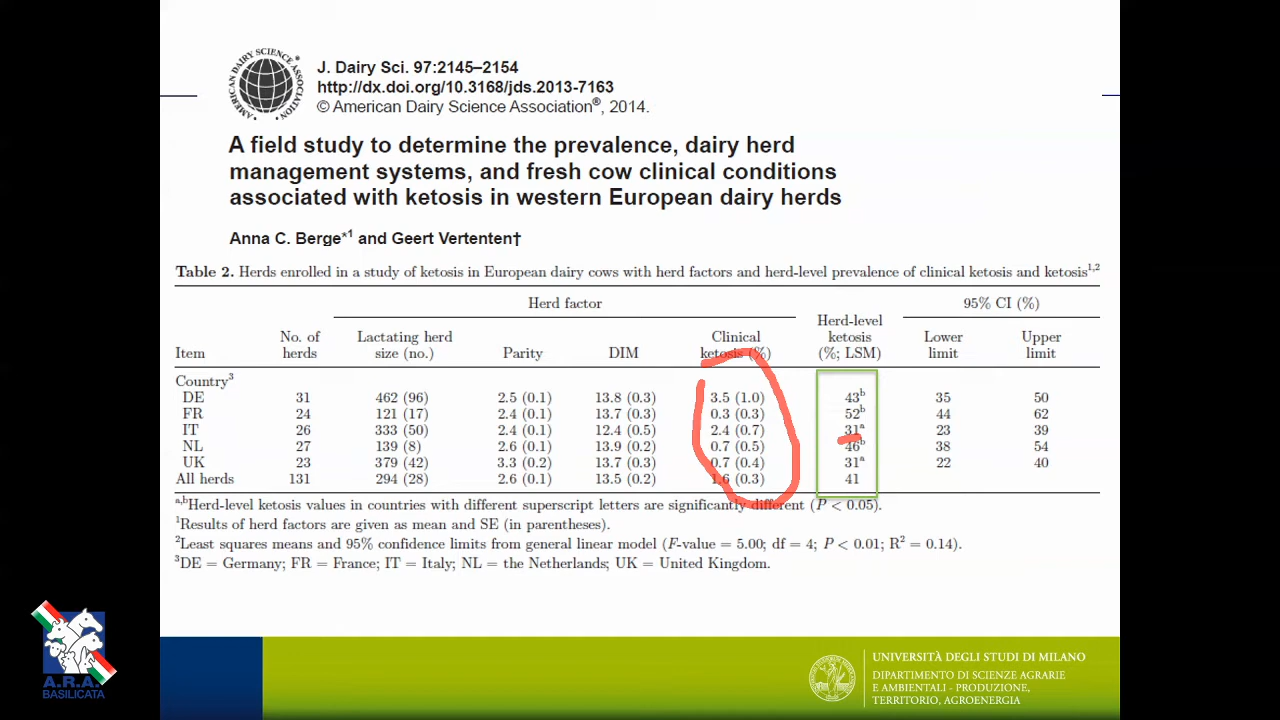 AMERICAN DAIRY SCIENCE ASSOCIATION®
J. Dairy Sci. 97:2145–2154
http://dx.doi.org/10.3168/jds.2013-7163
© American Dairy Science Association®, 2014.
A field study to determine the prevalence, dairy herd
management systems, and fresh cow clinical conditions
associated with ketosis in western European dairy herds
Anna C. Berge*1 and Geert Vertenten†
Table 2. Herds enrolled in a study of ketosis in European dairy cows with herd factors and herd-level prevalence of clinical ketosis and ketosis1,2
Herd factor
95% CI (%)
Item
No. of
herds
Lactating herd
size (no.)
Parity
DIM
Clinical
ketosis (%)
Herd-level
ketosis
(%; LSM)
Lower
limit
Upper
limit
Country3
DE 31 462 (96) 2.5 (0.1) 13.8 (0.3) 3.5 (1.0) 43b 35 50
FR 24 121 (17) 2.4 (0.1) 13.7 (0.3) 0.3 (0.3) 52b 44 62
IT 26 333 (50) 2.4 (0.1) 12.4 (0.5) 2.4 (0.7) 31a 23 39
NL 27 139 (8) 2.6 (0.1) 13.9 (0.2) 0.7 (0.5) 46b 38 54
UK 23 379 (42) 3.3 (0.2) 13.7 (0.3) 0.7 (0.4) 31a 22 40
All herds 131 294 (28) 2.6 (0.1) 13.5 (0.2) 1.6 (0.3) 41
a,bHerd-level ketosis values in countries with different superscript letters are significantly different (P < 0.05).
1Results of herd factors are given as mean and SE (in parentheses).
2Least squares means and 95% confidence limits from general linear model (F-value = 5.00; df = 4; P < 0.01; R2 = 0.14).
3DE = Germany; FR = France; IT = Italy; NL = the Netherlands; UK = United Kingdom.
A.R.A.
BASILICATA
UNIVERSITÀ DEGLI STUDI DI MILANO
DIPARTIMENTO DI SCIENZE AGRARIE
E AMBIENTALI - PRODUZIONE,
TERRITORIO, AGROENERGIA